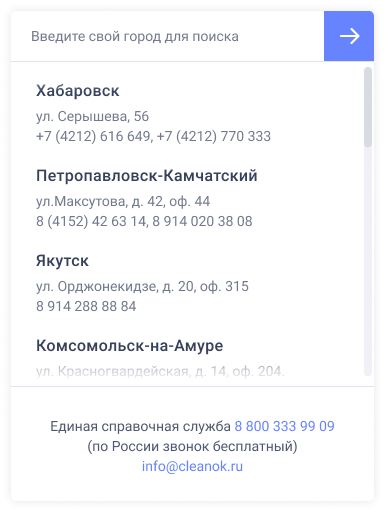 Введите свой город для поиска
Хабаровск
ул. Серышева, 56
+7 (4212) 616 649, +7 (4212) 770 333
Петропавловск-Камчатский
ул.Максутова, д. 42, оф. 44
8 (4152) 42 63 14, 8 914 020 38 08
Якутск
ул. Орджонекидзе, д. 20, оф. 315
8 914 288 88 84
Комсомольск-на-Амуре
ул. Красногвардейская, д. 14, оф. 204.
Единая справочная служба 8 800 333 99 09
(по России звонок бесплатный)
info@cleanok.ru